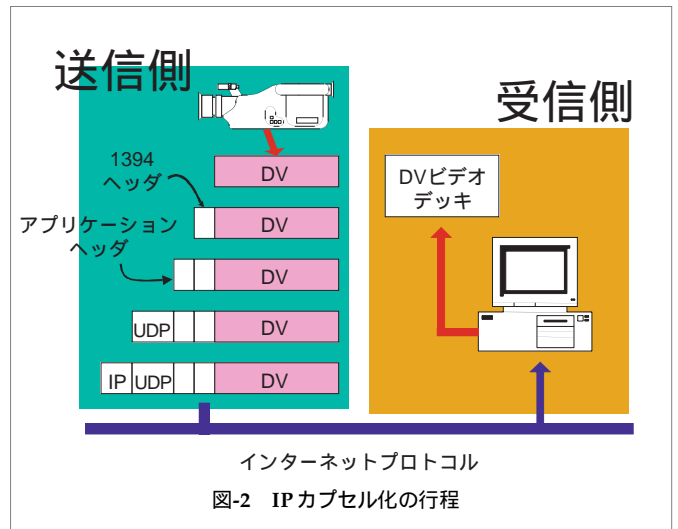 送信側
受信側
1394
ヘッダ
DV
DVビデオ
デッキ
アプリケーション
ヘッダ
DV
DV
UDP
DV
IP
UDP
DV
インターネットプロトコル
図-2 IPカプセル化の行程